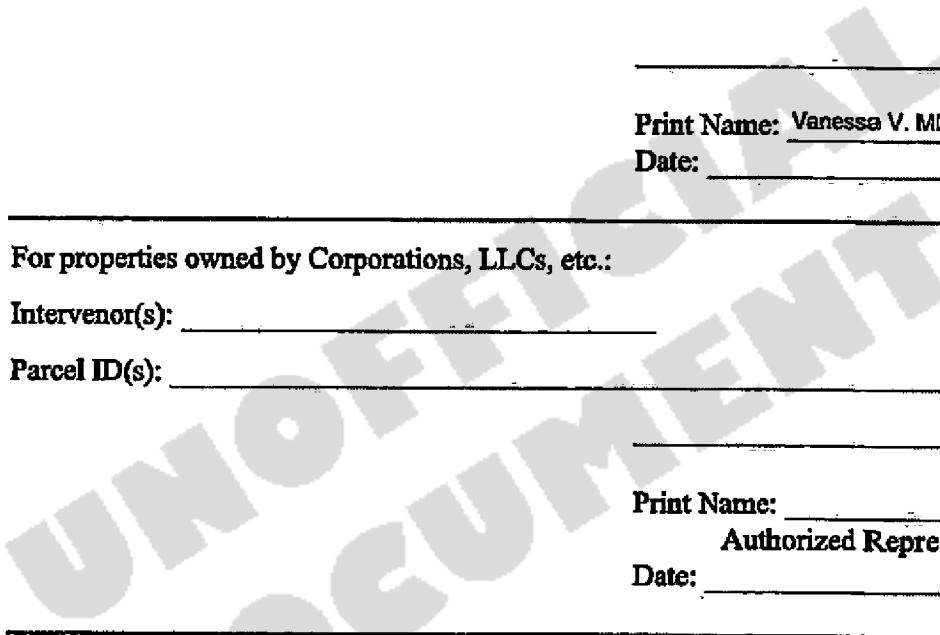 Print Name: Vanessa V.
Date:
For properties owned by Corporations, LLCs, etc.:
Intervenor(s):
Parcel ID(s):
Print Name:
Authorized Repre
Date:
UNOFFICIAL
DOCUMENT